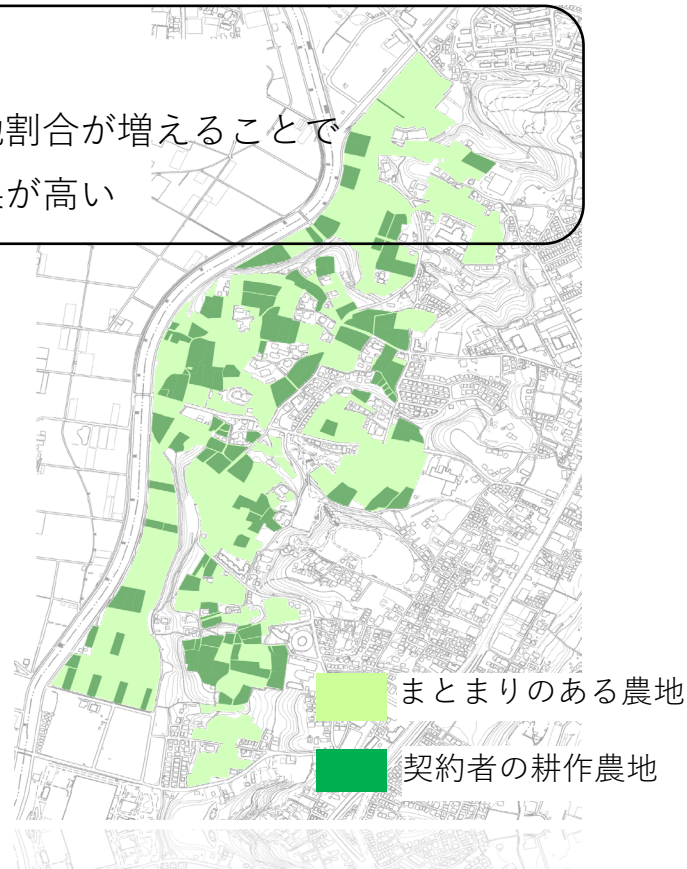 割合が増えることで
が高い
まとまりのある農地
契約者の耕作農地